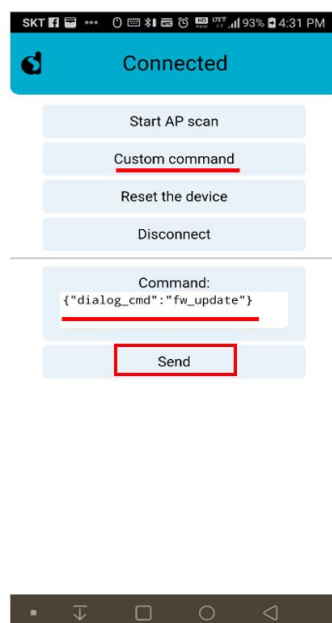 SKT 93% 4:31 PM
Connected
Start AP scan
Custom command
Reset the device
Disconnect
Command:
{"dialog_cmd":"fw_update"}
Send